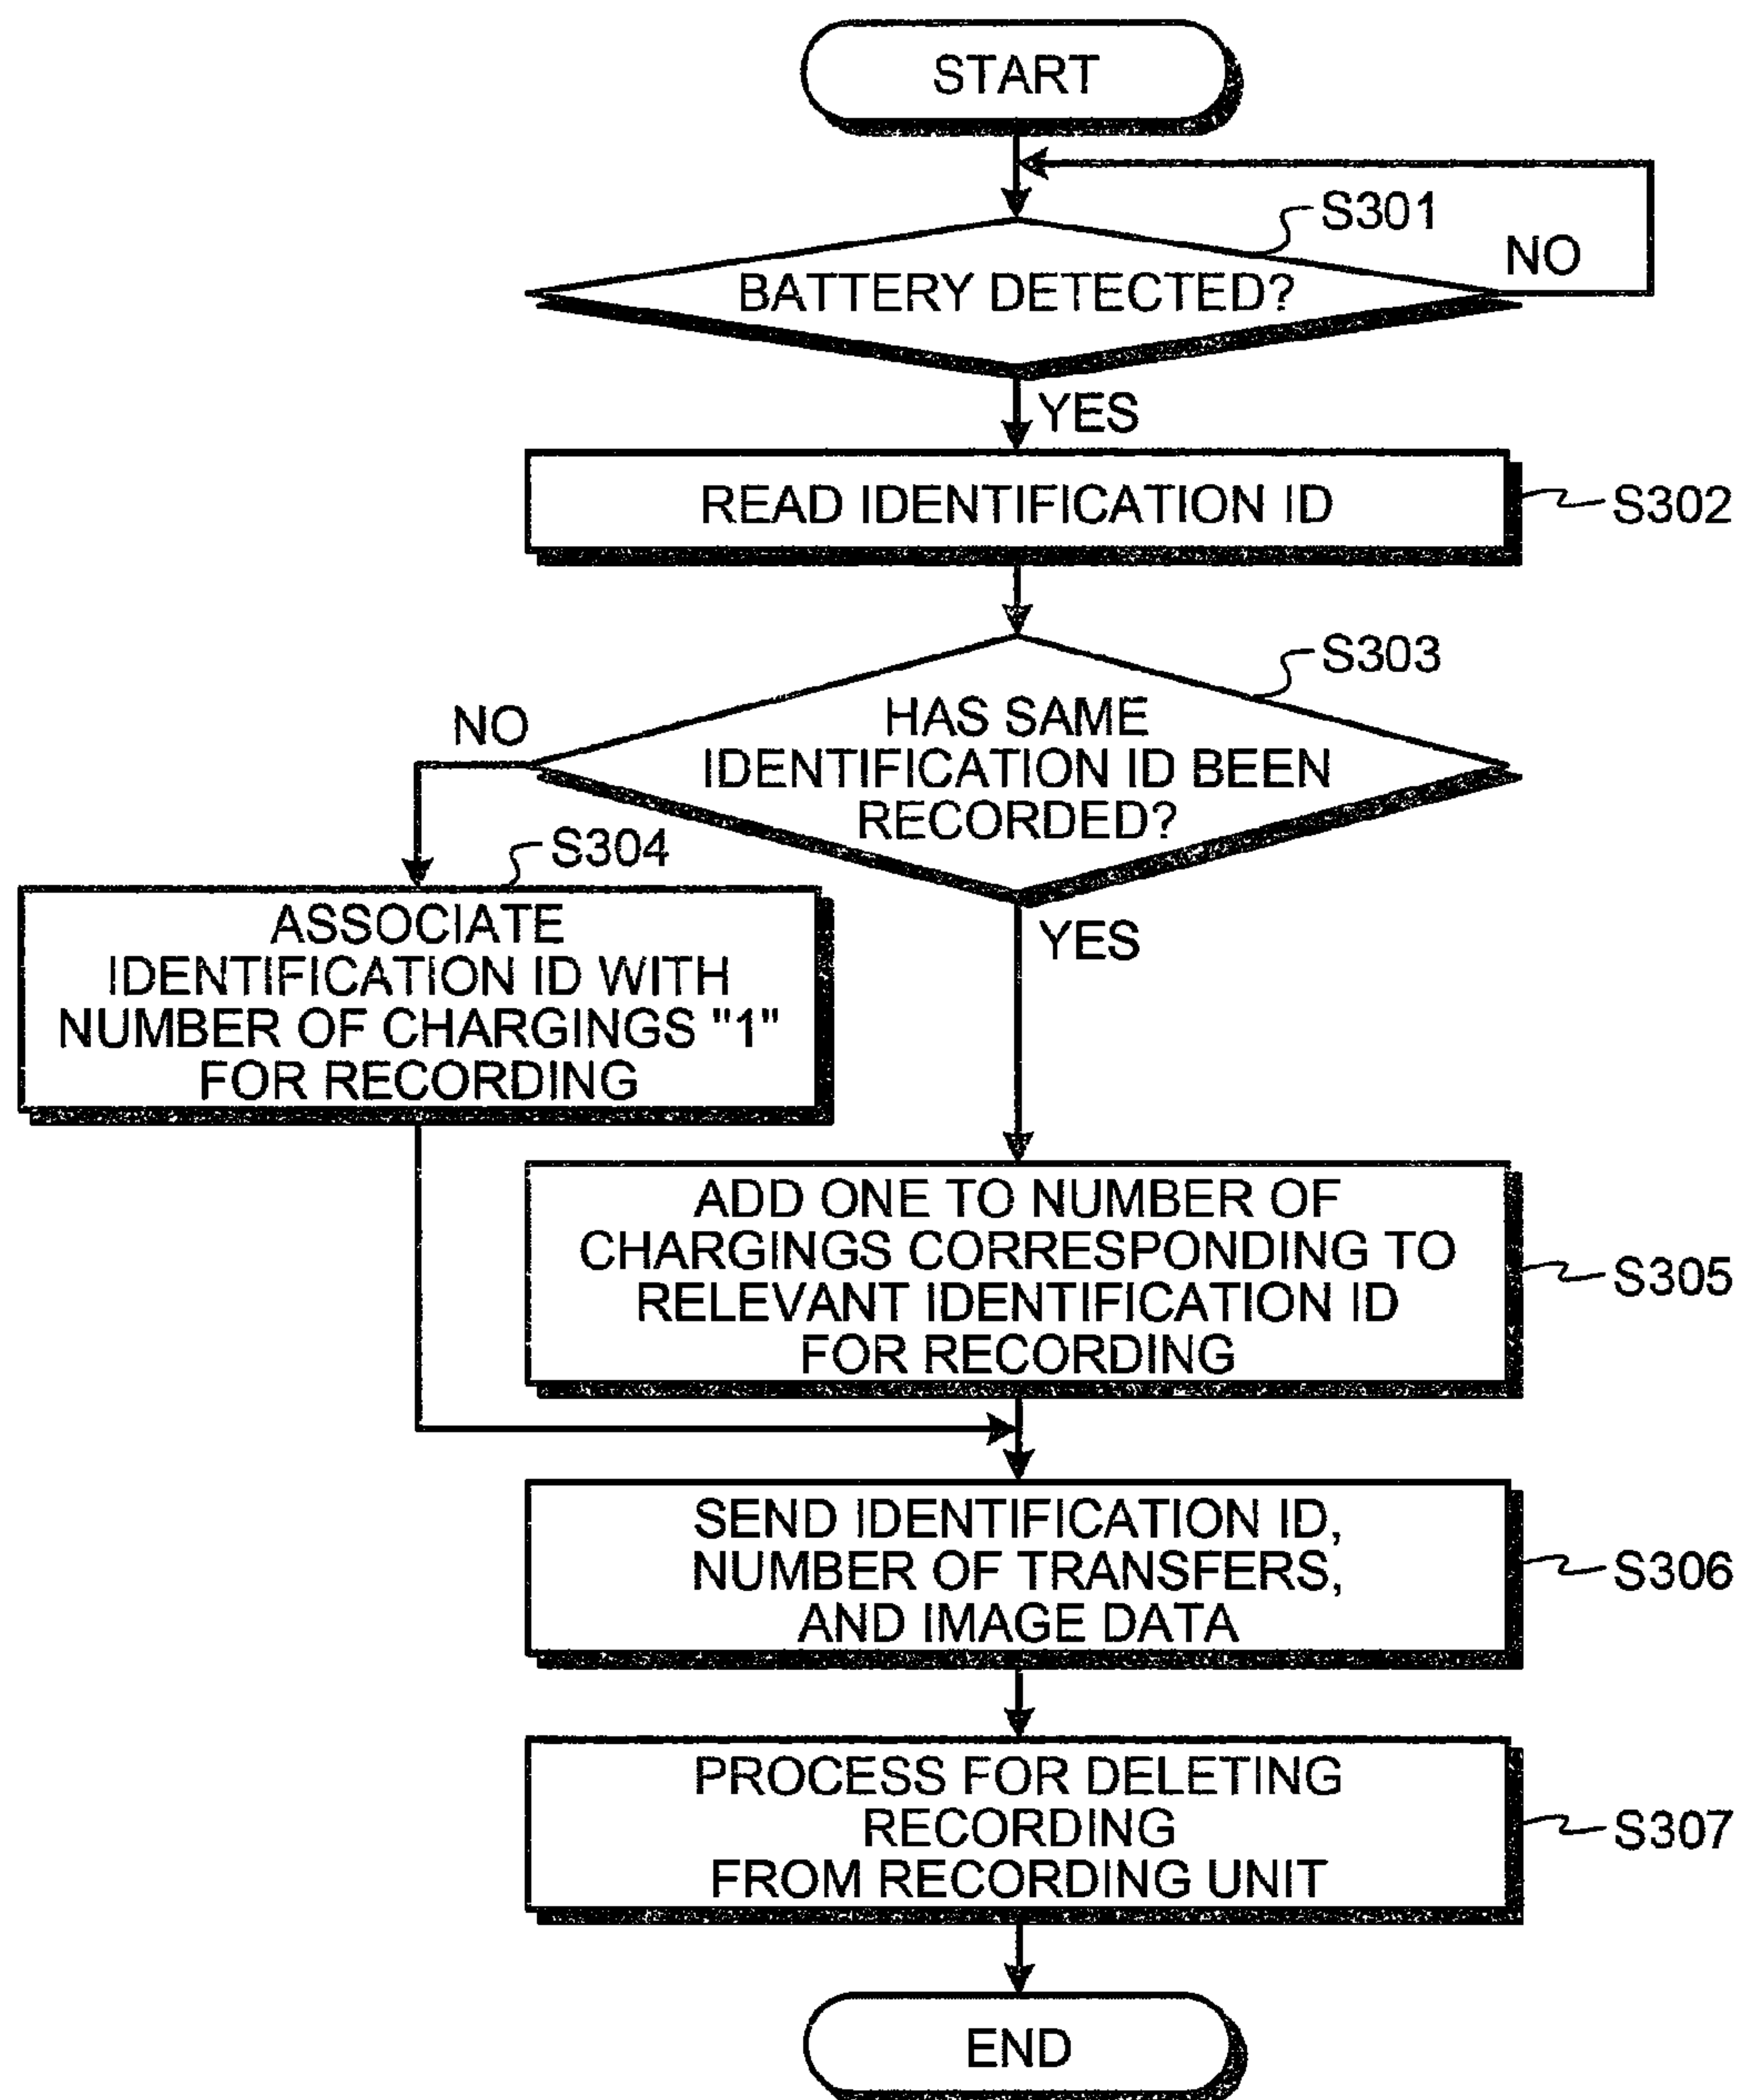 START
S301
NO
BATTERY DETECTED?
YES
READ IDENTIFICATION ID
S302
S303
NO
HAS SAME
IDENTIFICATION ID BEEN
RECORDED?
S304
YES
ASSOCIATE
IDENTIFICATION ID WITH
NUMBER OF CHARGINGS "1"
FOR RECORDING
ADD ONE TO NUMBER OF
CHARGINGS CORRESPONDING TO
RELEVANT IDENTIFICATION ID
FOR RECORDING
S305
SEND IDENTIFICATION ID,
NUMBER OF TRANSFERS,
AND IMAGE DATA
S306
PROCESS FOR DELETING
RECORDING
FROM RECORDING UNIT
S307
END